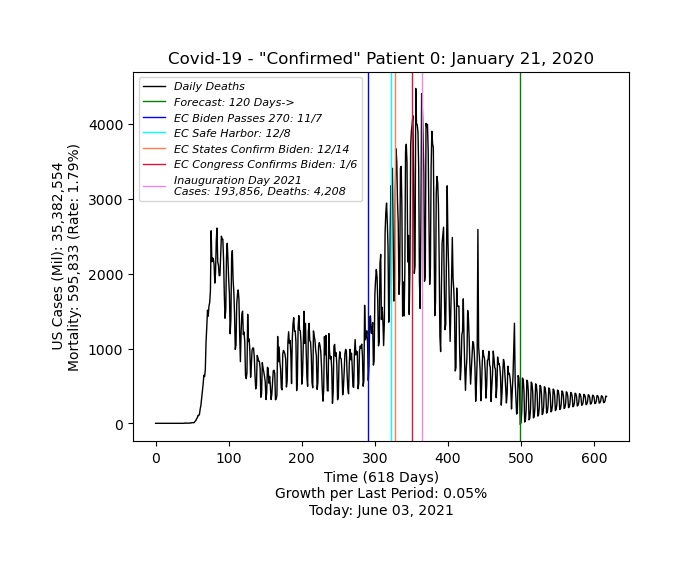 Covid-19 - "Confirmed" Patient 0: January 21, 2020
Daily Deaths
Forecast: 120 Days->
EC Biden Passes 270: 11/7
EC Safe Harbor: 12/8
EC States Confirm Biden: 12/14
EC Congress Confirms Biden: 1/6
Inauguration Day 2021
Cases: 193,856, Deaths: 4,208
US Cases (Mil): 35,382,554
Mortality: 595,833 (Rate: 1.79%)
4000
3000
2000
1000
0
0 100 200 300 400 500 600
Time (618 Days)
Growth per Last Period: 0.05%
Today: June 03, 2021